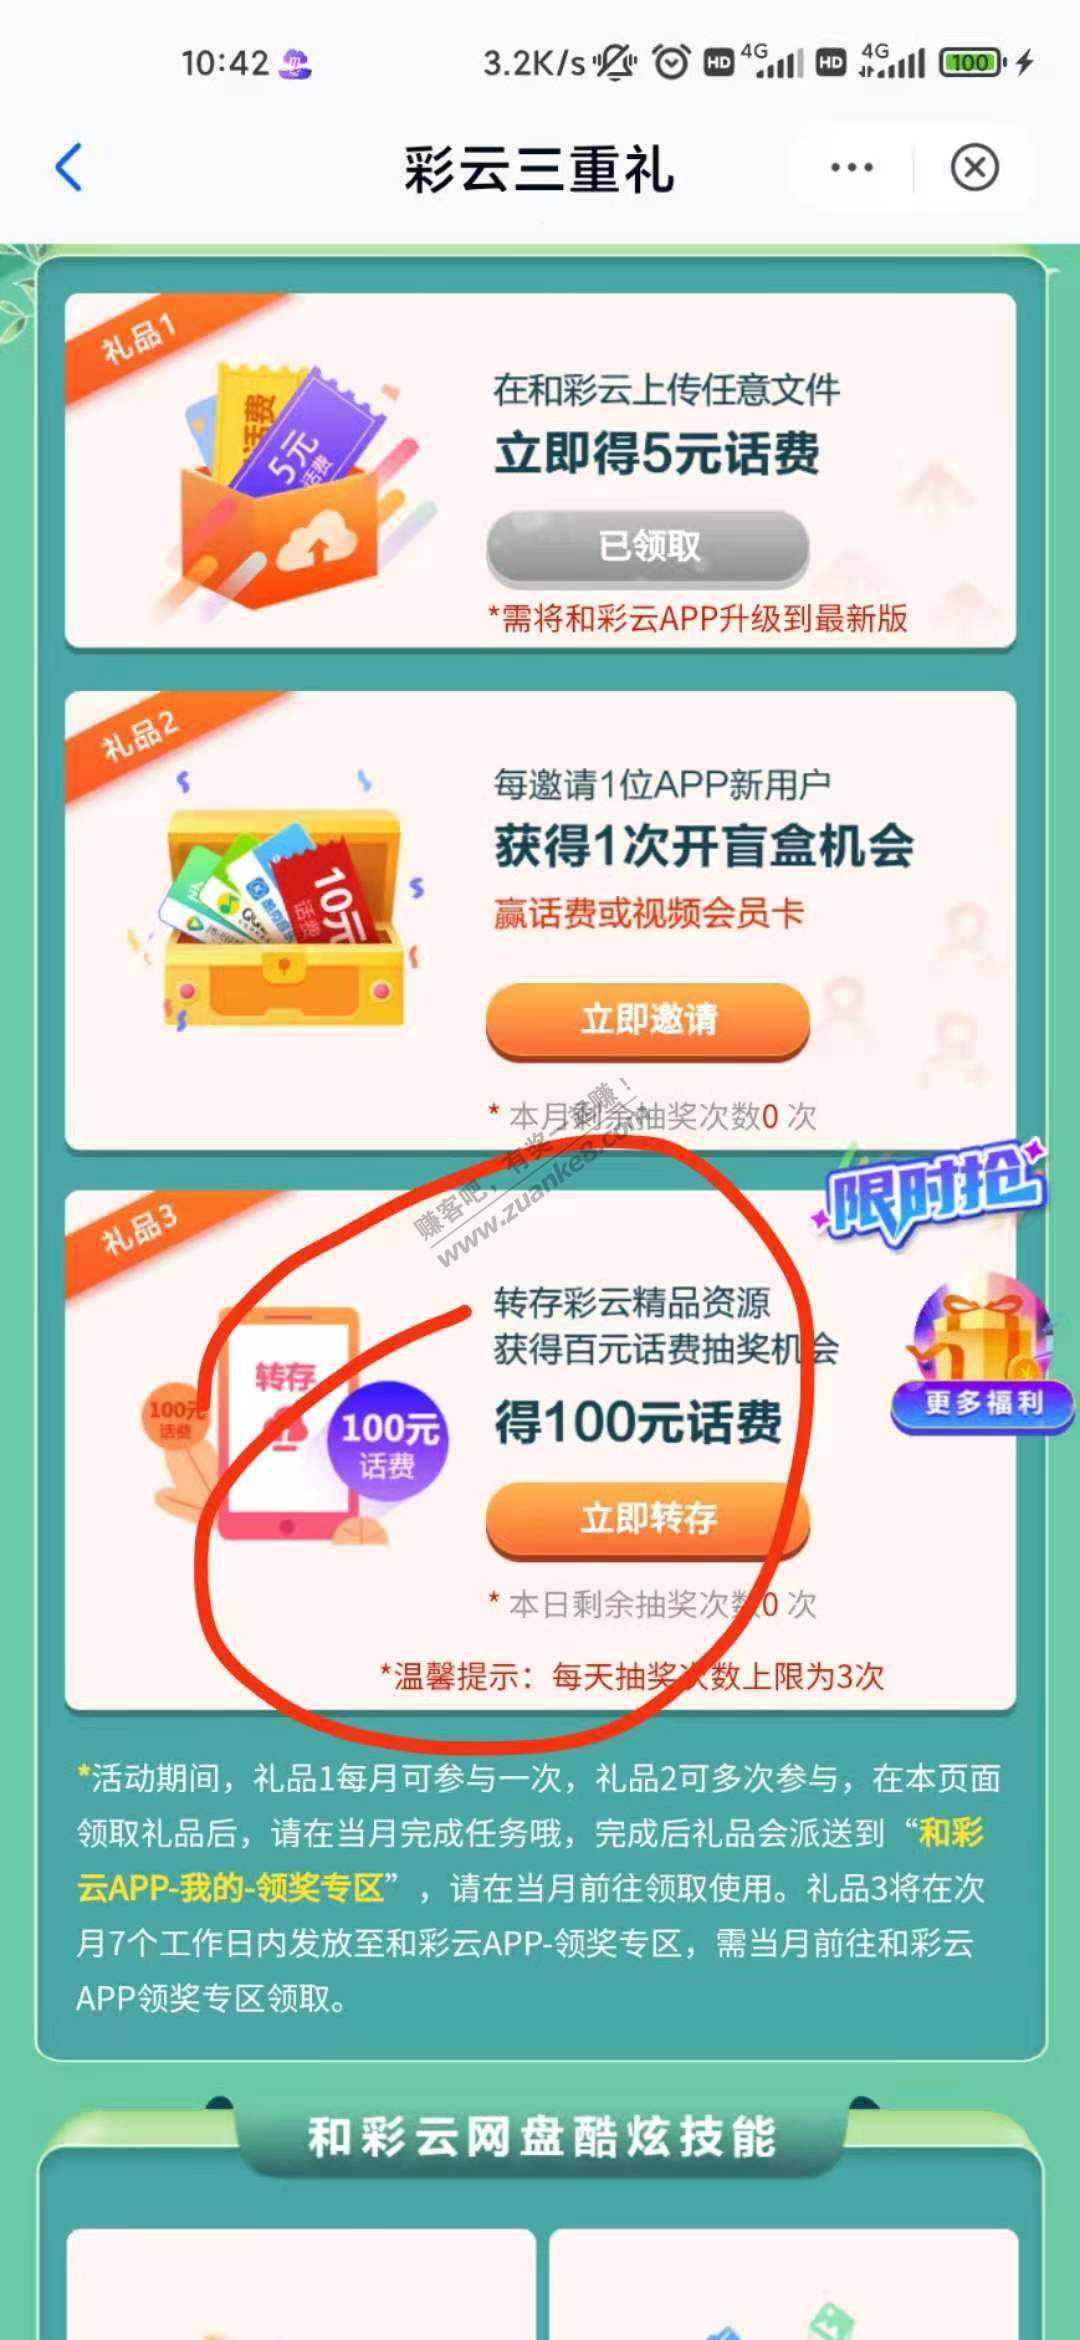 10:42
3.2K/s
HD
4G
HD
4G
100
彩云三重礼
礼品1
话费
5元
话费
在和彩云上传任意文件
立即得5元话费
已领取
*需将和彩云APP升级到最新版
礼品2
10元
每邀请1位APP新用户
获得1次开盲盒机会
赢话费或视频会员卡
立即邀请
* 本月剩余抽奖次数0 次
赚客吧，有奖一起赚！
www.zuanke8.com
限时抢
更多福利
礼品3
转存
100元
话费
100元
话费
转存彩云精品资源
获得百元话费抽奖机会
得100元话费
立即转存
* 本日剩余抽奖次数0 次
*温馨提示：每天抽奖次数上限为3次
*活动期间，礼品1每月可参与一次，礼品2可多次参与，在本页面
领取礼品后，请在当月完成任务哦，完成后礼品会派送到“和彩
云APP-我的-领奖专区”，请在当月前往领取使用。礼品3将在次
月7个工作日内发放至和彩云APP-领奖专区，需当月前往和彩云
APP领奖专区领取。
和彩云网盘酷炫技能